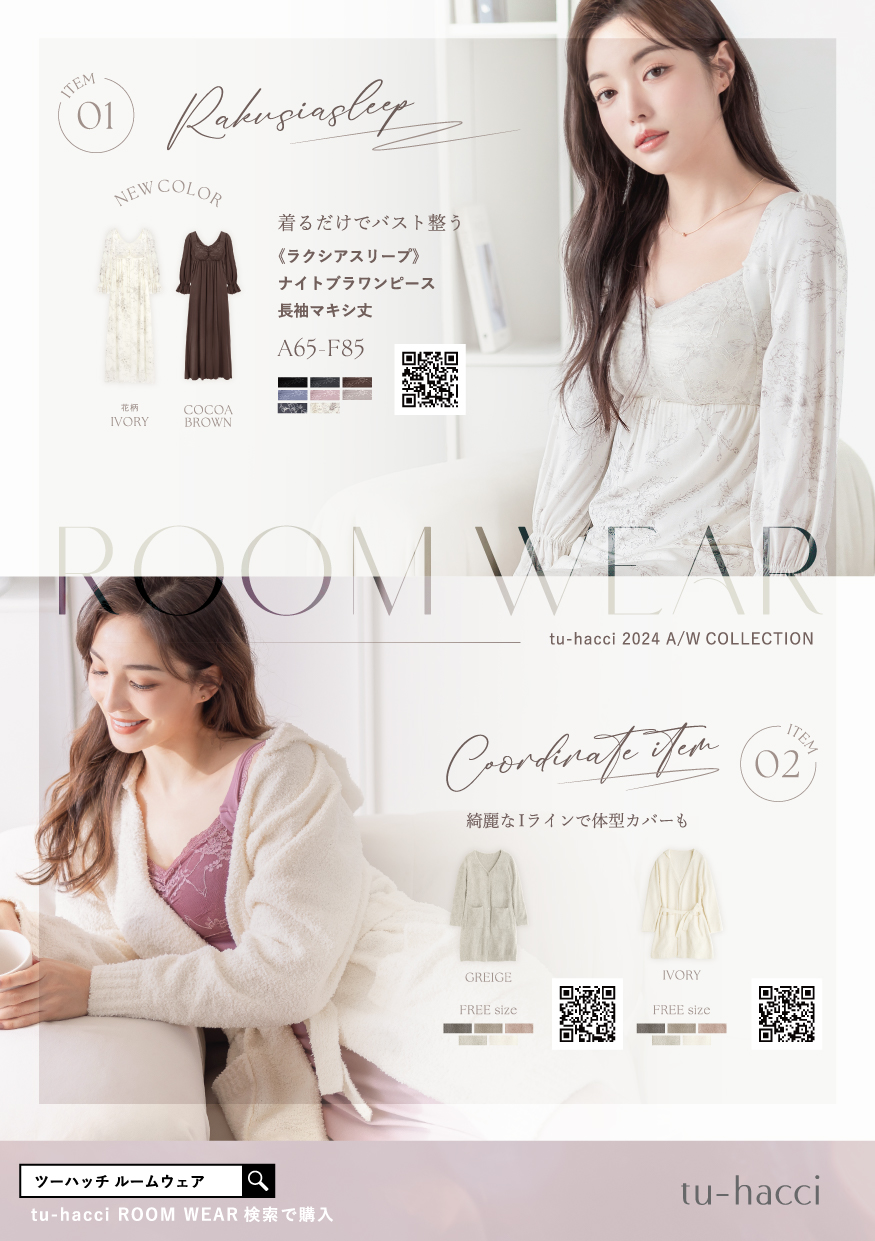 ITEM
01
Rakusiasleep
NEW COLOR
着るだけでバスト整う
《ラクシアスリープ》
ナイトブラワンピース
長袖マキシ丈
A65-F85
花柄
IVORY
COCOA
BROWN
ROOM WEAR
tu-hacci 2024 A/W COLLECTION
Coordinate item
ITEM
02
綺麗なIラインで体型カバーも
GREIGE
FREE size
IVORY
FREE size
ツーハッチ ルームウェア
tu-hacci ROOM WEAR 検索で購入
tu-hacci